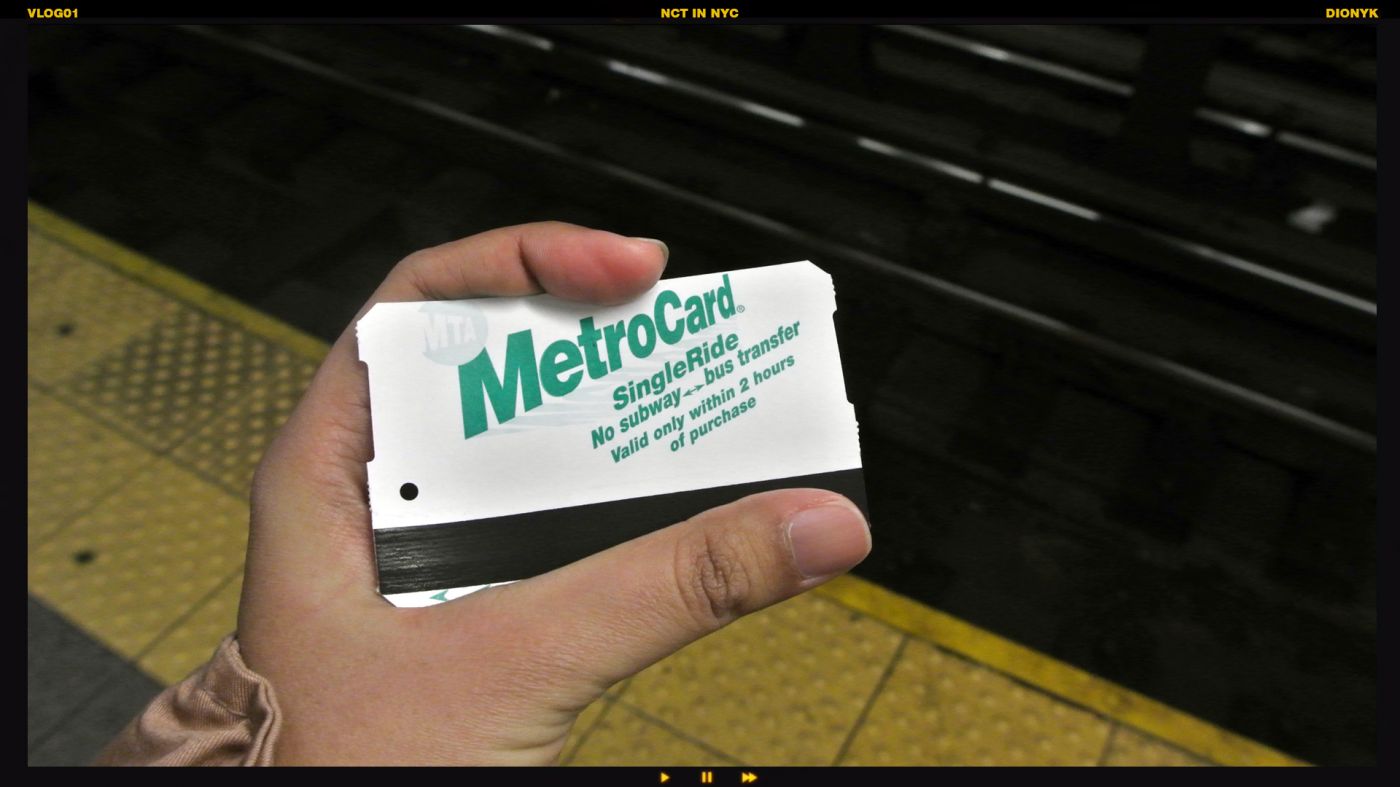 VLOG01
NCT IN NYC
DIONYK
MTA
MetroCard®
SingleRide
No subway↔bus transfer
Valid only within 2 hours
of purchase